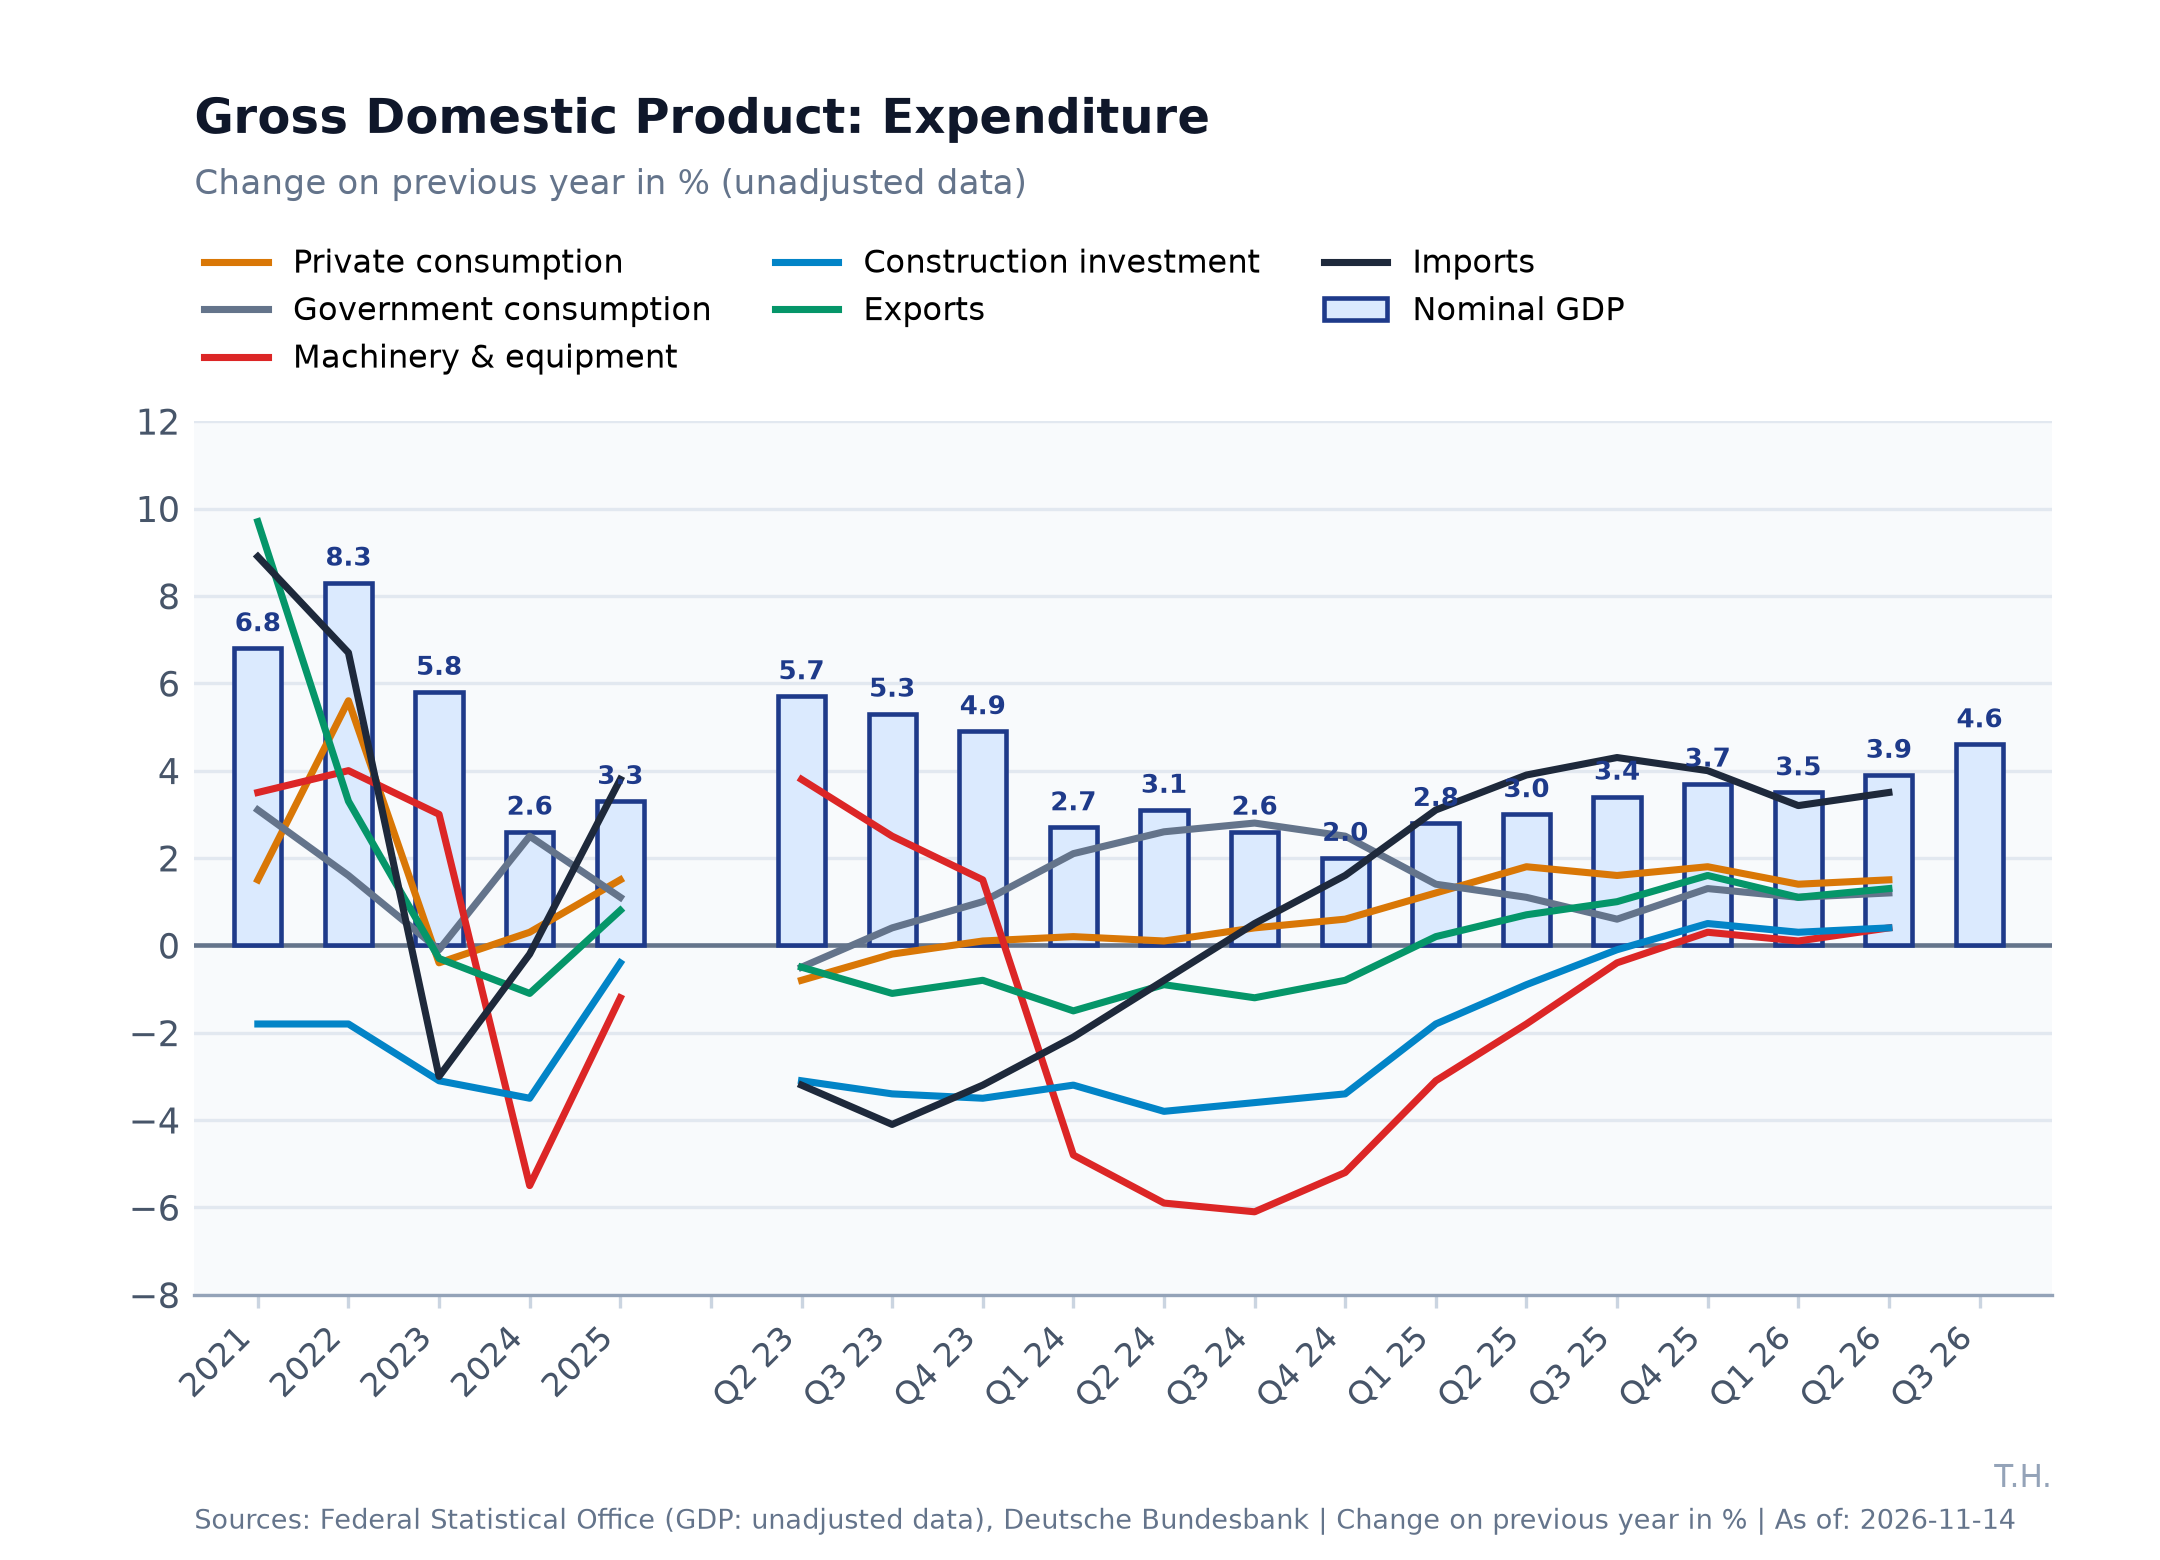 Gross Domestic Product: Expenditure
Change on previous year in % (unadjusted data)
Private consumption
Government consumption
Machinery & equipment
Construction investment
Exports
Imports
Nominal GDP
12
10
8
6
4
2
0
−2
−4
−6
−8
6.8
8.3
5.8
2.6
3.3
5.7
5.3
4.9
2.7
3.1
2.6
2.0
2.8
3.0
3.4
3.7
3.5
3.9
4.6
2021
2022
2023
2024
2025
Q2 23
Q3 23
Q4 23
Q1 24
Q2 24
Q3 24
Q4 24
Q1 25
Q2 25
Q3 25
Q4 25
Q1 26
Q2 26
Q3 26
T.H.
Sources: Federal Statistical Office (GDP: unadjusted data), Deutsche Bundesbank | Change on previous year in % | As of: 2026-11-14